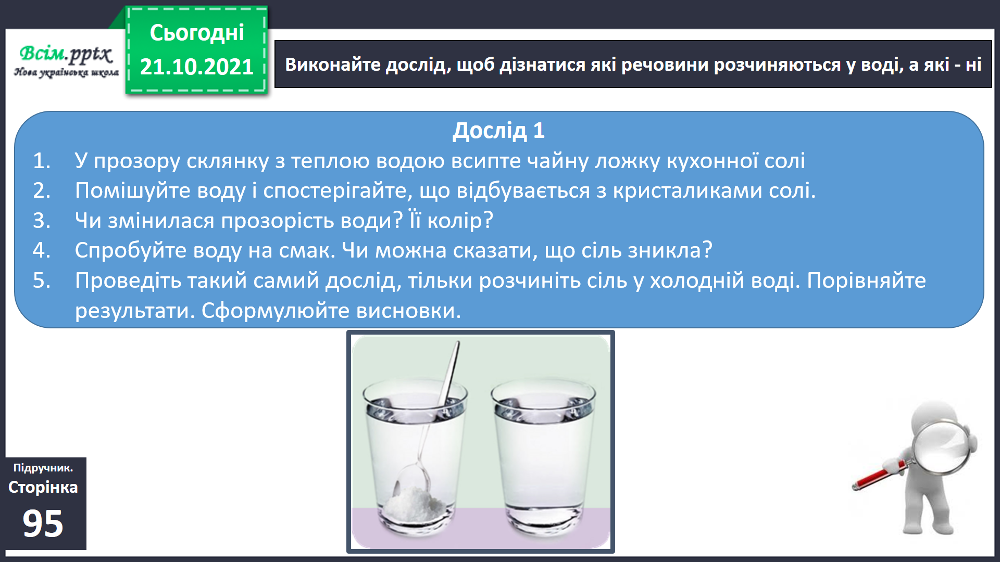 Сьогодні
21.10.2021
Всім.pptx
Нова українська школа
Виконайте дослід, щоб дізнатися які речовини розчиняються у воді, а які - ні
Дослід 1
1. У прозору склянку з теплою водою всипте чайну ложку кухонної солі
2. Помішуйте воду і спостерігайте, що відбувається з кристаликами солі.
3. Чи змінилася прозорість води? Її колір?
4. Спробуйте воду на смак. Чи можна сказати, що сіль зникла?
5. Проведіть такий самий дослід, тільки розчиніть сіль у холодній воді. Порівняйте
результати. Сформулюйте висновки.
Підручник.
Сторінка
95